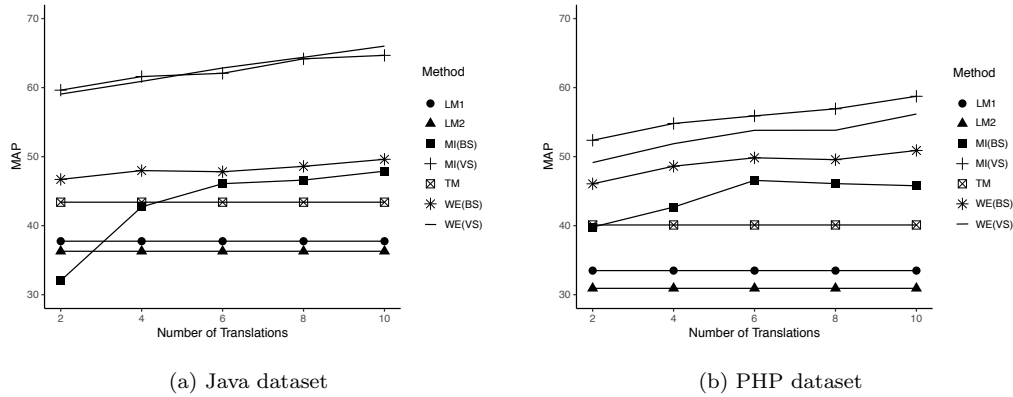 70
60
50
40
30
MAP
2 4 6 8 10
Number of Translations
Method
LM1
LM2
MI(BS)
MI(VS)
TM
WE(BS)
WE(VS)
(a) Java dataset
70
60
50
40
30
MAP
2 4 6 8 10
Number of Translations
Method
LM1
LM2
MI(BS)
MI(VS)
TM
WE(BS)
WE(VS)
(b) PHP dataset